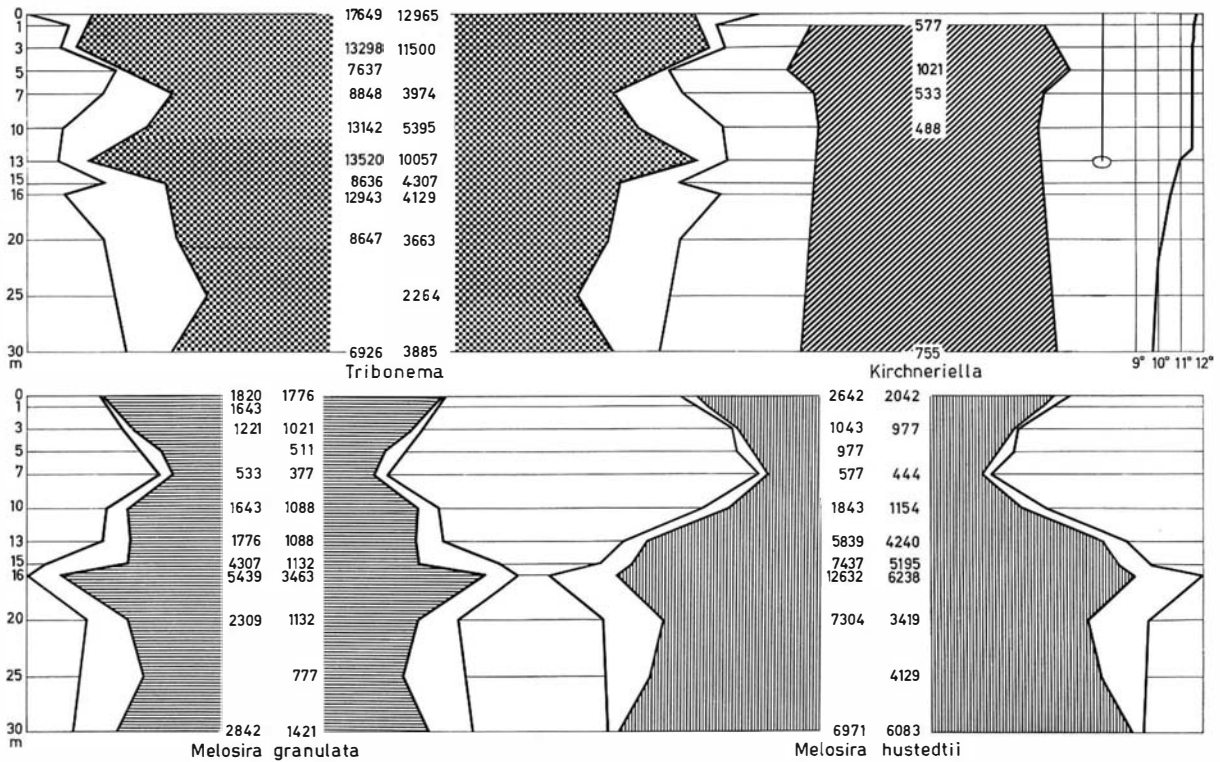 0 17649 12965
1 577
3 13298 11500
5 7637 1021
7 8848 3974 533
10 13142 5395 488
13 13520 10057
15 8636 4307
16 12943 4129
20 8647 3663
25 2264
30 6926 3885 755 9° 10° 11° 12°
m Tribonema Kirchneriella
0 1820 1776 2642 2042
1 1643
3 1221 1021 1043 977
5 511 977
7 533 377 577 444
10 1643 1088 1843 1154
13 1776 1088 5839 4240
15 4307 1132 7437 5195
16 5439 3463 12632 6238
20 2309 1132 7304 3419
25 777 4129
30 2842 1421 6971 6083
m Melosira granulata Melosira hustedtii